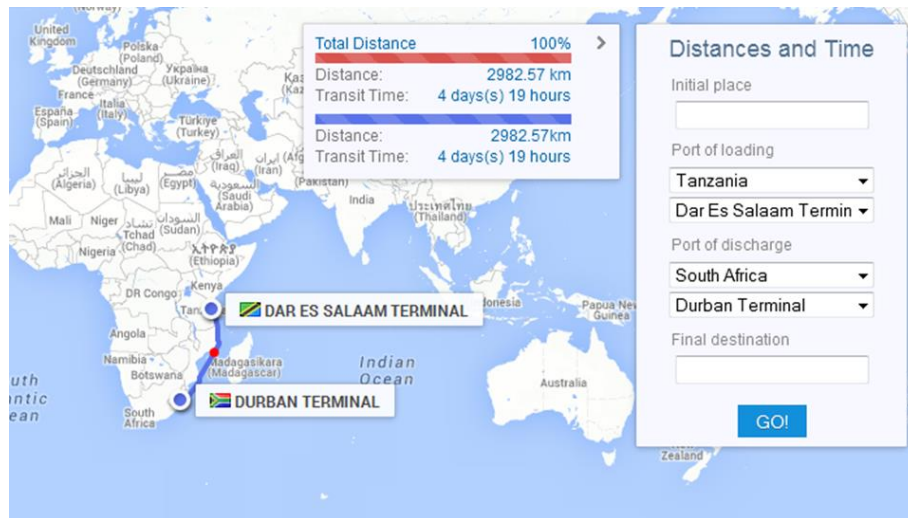 United
Kingdom
Polska
(Poland)
Deutschland
(Germany)
Україна
(Ukraine)
France
Italia
(Italy)
España
(Spain)
Türkiye
(Turkey)
العراق
(Iraq)
ایران
(Iran)
(Pakistan)
الجزائر
(Algeria)
ليبيا
(Libya)
مصر
(Egypt)
السعودية
(Saudi
Arabia)
India
ประเทศไทย
(Thailand)
Mali
Niger
تشاد
Tchad
(Chad)
السودان
(Sudan)
Nigeria
ኢትዮጵያ
(Ethiopia)
DR Congo
Kenya
Angola
Namibia
Botswana
Madagasikara
(Madagascar)
South
Africa
Indian
Ocean
Papua New
Guinea
Australia
Zealand
DAR ES SALAAM TERMINAL
DURBAN TERMINAL
Total Distance 100%
Distance: 2982.57 km
Transit Time: 4 days(s) 19 hours
Distance: 2982.57km
Transit Time: 4 days(s) 19 hours
Distances and Time
Initial place
Port of loading
Tanzania
Dar Es Salaam Termin
Port of discharge
South Africa
Durban Terminal
Final destination
GO!